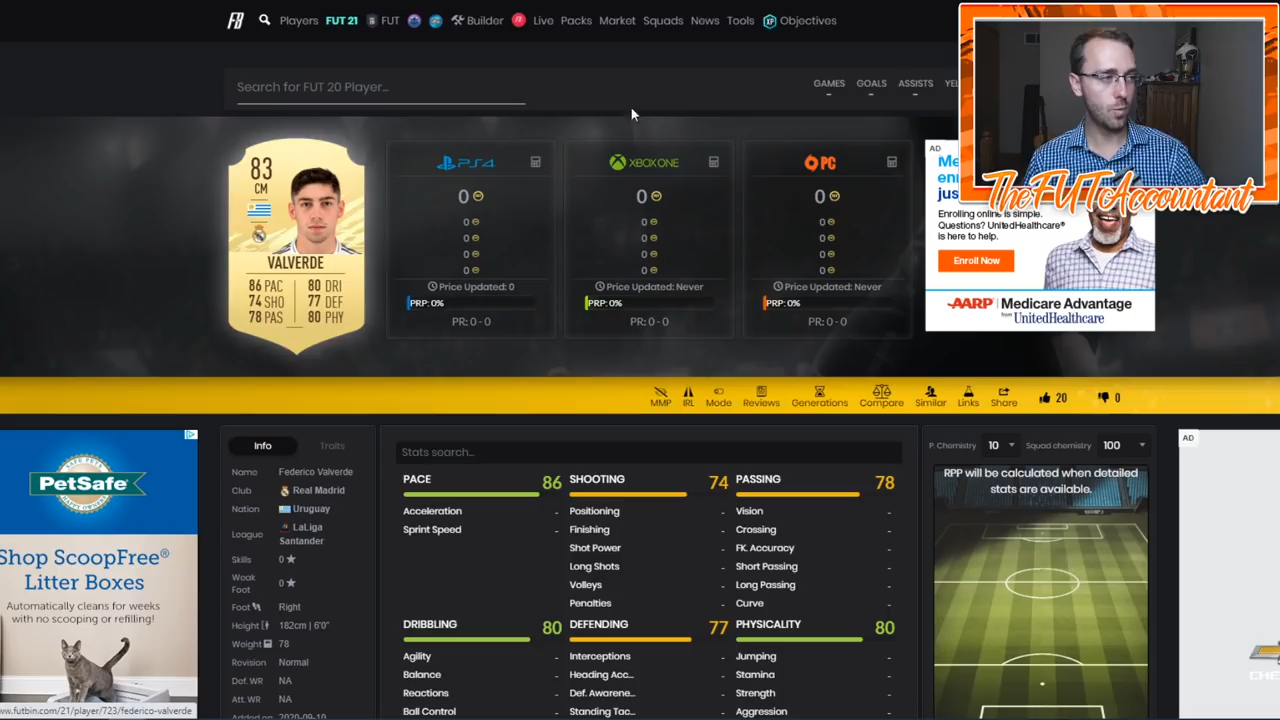 FB Players FUT 21 FUT Builder Live Packs Market Squads News Tools Objectives
Search for FUT 20 Player...
GAMES GOALS ASSISTS YEL
- - -
TheFUTAccountant
83
CM
VALVERDE
86 PAC 80 DRI
74 SHO 77 DEF
78 PAS 80 PHY
PS4
0
0
0
0
0
Price Updated: 0
PRP: 0%
PR: 0 - 0
XBOX ONE
0
0
0
0
0
Price Updated: Never
PRP: 0%
PR: 0 - 0
PC
0
0
0
0
0
Price Updated: Never
PRP: 0%
PR: 0 - 0
AD
Me
enr
jus
Enrolling online is simple.
Questions? UnitedHealthcare®
is here to help.
Enroll Now
AARP Medicare Advantage
from UnitedHealthcare
MMP IRL Mode Reviews Generations Compare Similar Links Share 20 0
PetSafe®
Shop ScoopFree®
Litter Boxes
Automatically cleans for weeks
with no scooping or refilling!
www.futbin.com/21/player/723/federico-valverde
Info Traits
Name Federico Valverde
Club Real Madrid
Nation Uruguay
League LaLiga
Santander
Skills 0
Weak
Foot 0
Foot Right
Height 182cm | 6'0"
Weight 78
Revision Normal
Def. WR NA
Att. WR NA
Added on 2020-09-10
Stats search...
PACE 86
Acceleration -
Sprint Speed -
SHOOTING 74
Positioning -
Finishing -
Shot Power -
Long Shots -
Volleys -
Penalties -
PASSING 78
Vision -
Crossing -
FK. Accuracy -
Short Passing -
Long Passing -
Curve -
DRIBBLING 80
Agility -
Balance -
Reactions -
Ball Control -
DEFENDING 77
Interceptions -
Heading Acc... -
Def. Awarene... -
Standing Tac... -
PHYSICALITY 80
Jumping -
Stamina -
Strength -
Aggression -
P. Chemistry 10 Squad chemistry 100
RPP will be calculated when detailed
stats are available.
AD
CHE